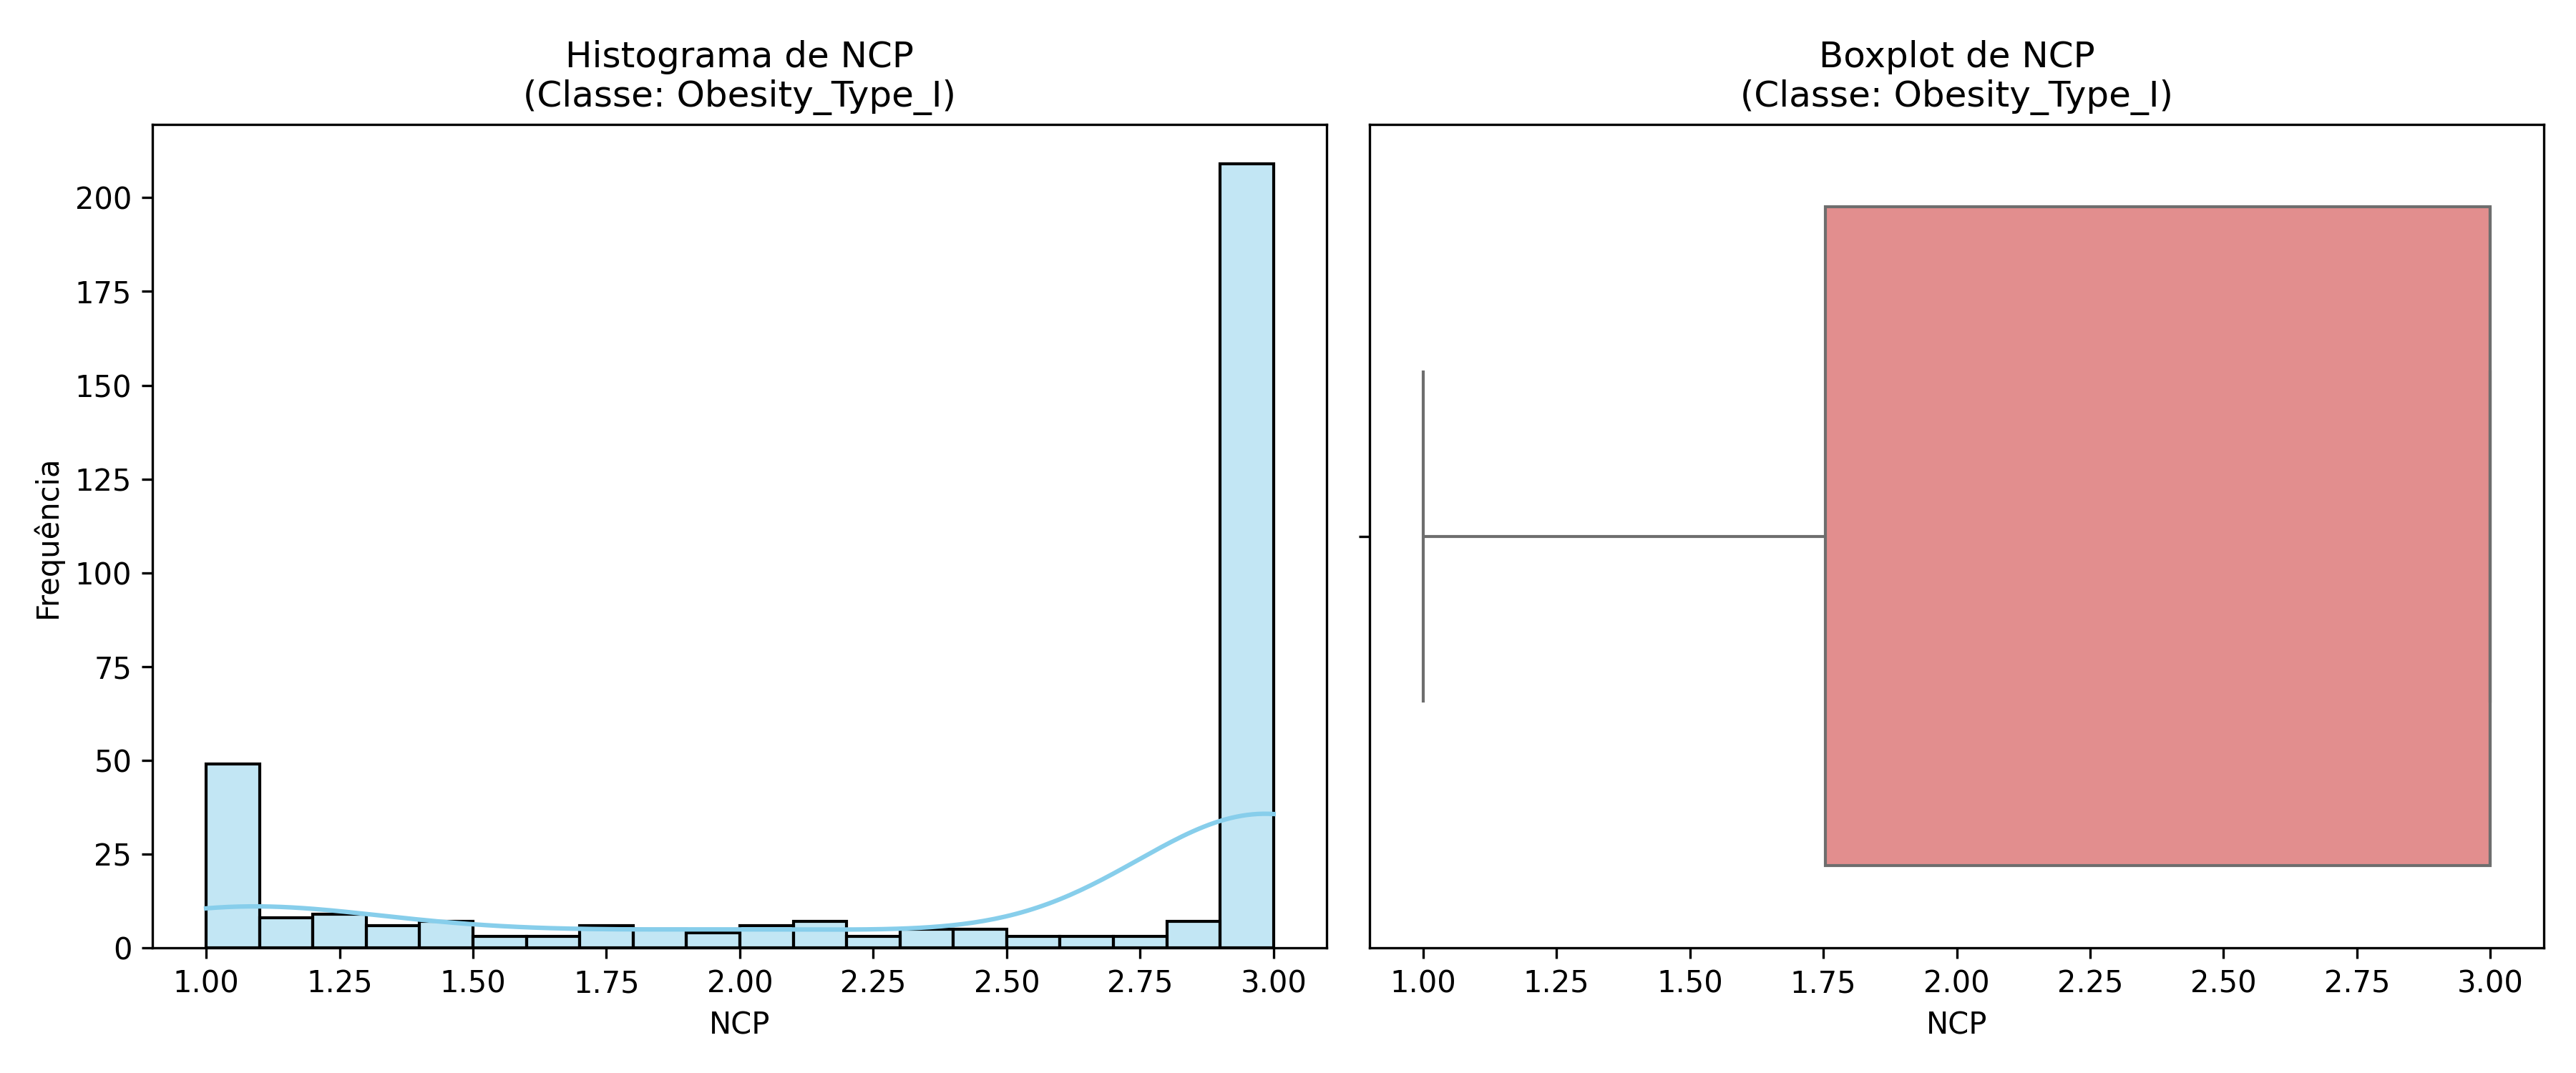 Histograma de NCP
(Classe: Obesity_Type_I)
Frequência
200
175
150
125
100
75
50
25
0
1.00 1.25 1.50 1.75 2.00 2.25 2.50 2.75 3.00
NCP
Boxplot de NCP
(Classe: Obesity_Type_I)
1.00 1.25 1.50 1.75 2.00 2.25 2.50 2.75 3.00
NCP